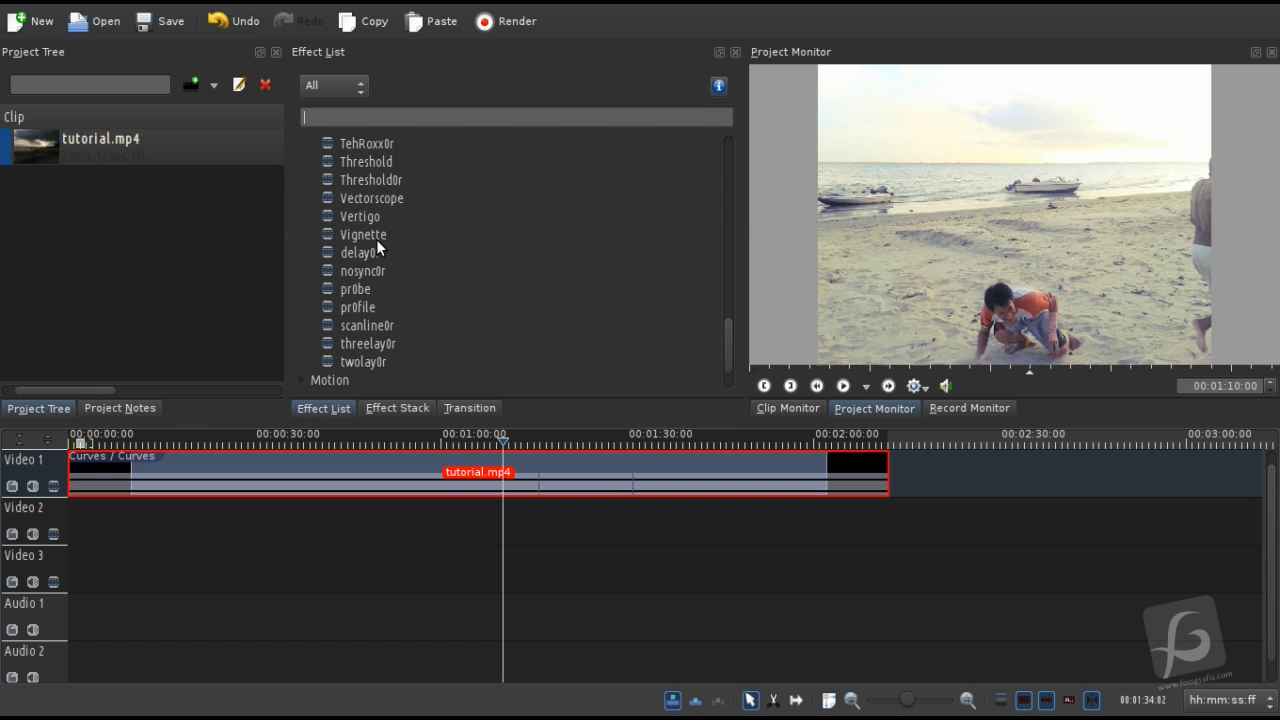 New Open Save Undo Redo Copy Paste Render
Project Tree
Effect List
Project Monitor
All
Clip
tutorial.mp4
TehRoxx0r
Threshold
Threshold0r
Vectorscope
Vertigo
Vignette
nosync0r
pr0be
pr0file
scanline0r
threelay0r
twolay0r
Motion
00:01:10:00
Project Tree Project Notes
Effect List Effect Stack Transition
Clip Monitor Project Monitor Record Monitor
00:00:00:00 00:00:30:00 00:01:00:00 00:01:30:00 00:02:00:00 00:02:30:00 00:03:00:00
Video 1
Curves / Curves
tutorial.mp4
Video 2
Video 3
Audio 1
Audio 2
www.fossgrafis.com
00:01:34:02 hh:mm:ss:ff